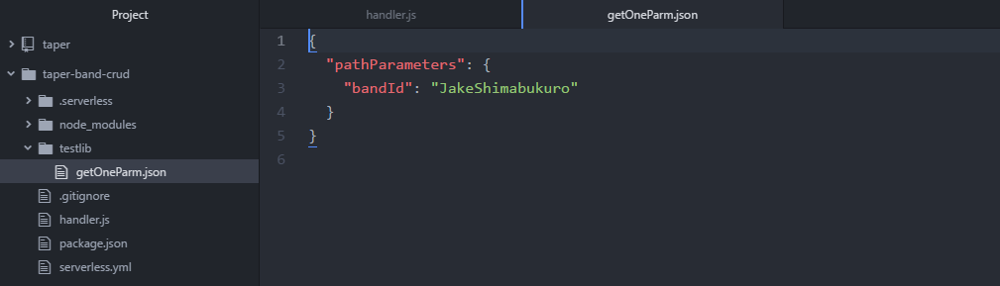 Project
taper
taper-band-crud
.serverless
node_modules
testlib
getOneParm.json
.gitignore
handler.js
package.json
serverless.yml
handler.js
getOneParm.json
1 {
2 "pathParameters": {
3 "bandId": "JakeShimabukuro"
4 }
5 }
6